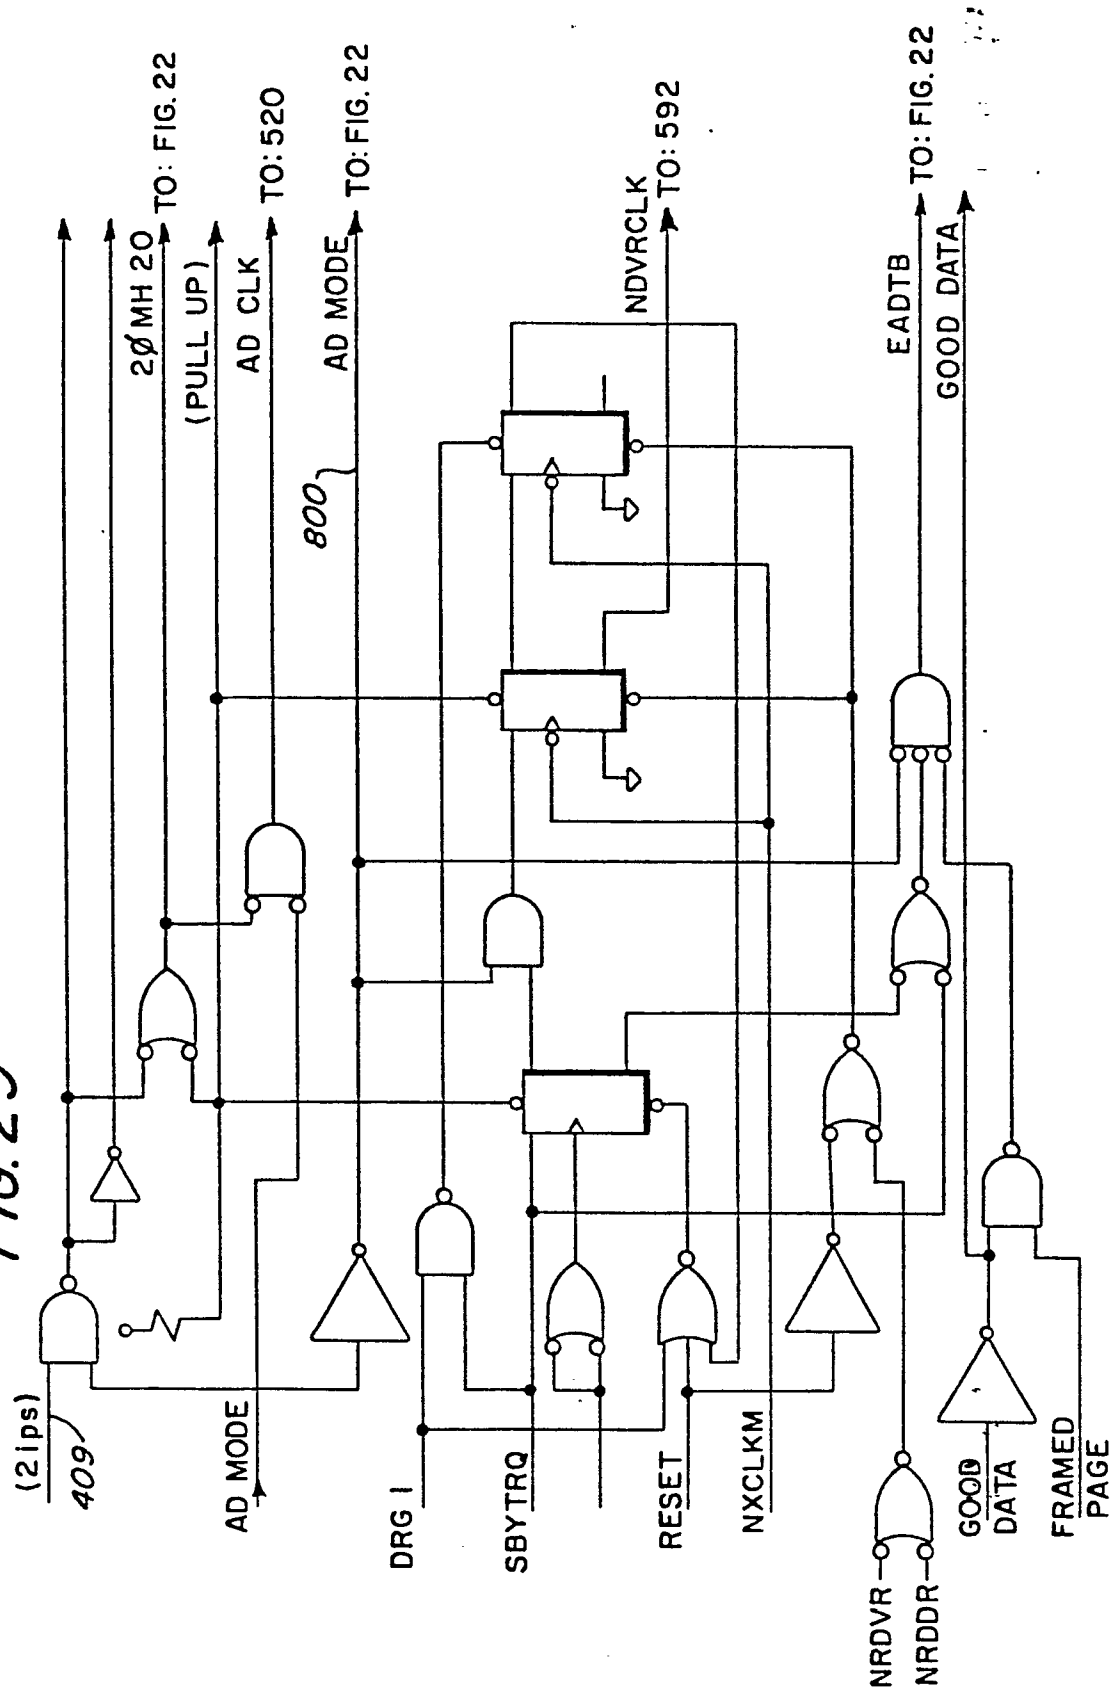 (2ips)
409
AD MODE
DRG 1
SBYTRQ
RESET
NXCLKM
NRDVR
NRDDR
GOOD
DATA
FRAMED
PAGE
2ØMH 20
TO: FIG. 22
(PULL UP)
AD CLK
TO: 520
800
AD MODE
TO: FIG. 22
NDVRCLK
TO: 592
EADTB
TO: FIG. 22
GOOD DATA